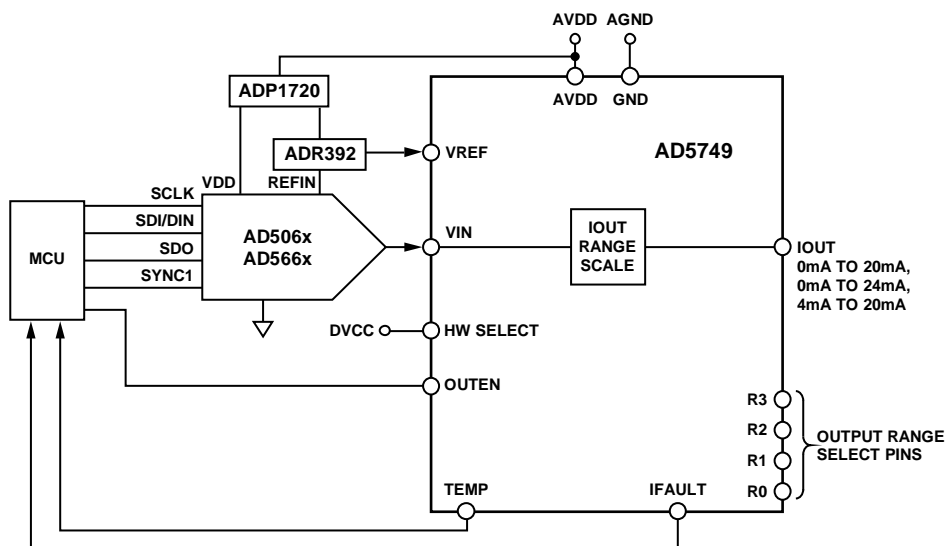 AVDD AGND
ADP1720
AVDD GND
ADR392
VREF
AD5749
VDD REFIN
SCLK
SDI/DIN
SDO
SYNC1
MCU
AD506x
AD566x
VIN
IOUT
RANGE
SCALE
IOUT
0mA TO 20mA,
0mA TO 24mA,
4mA TO 20mA
DVCC
HW SELECT
OUTEN
R3
R2
R1
R0
OUTPUT RANGE
SELECT PINS
TEMP
IFAULT